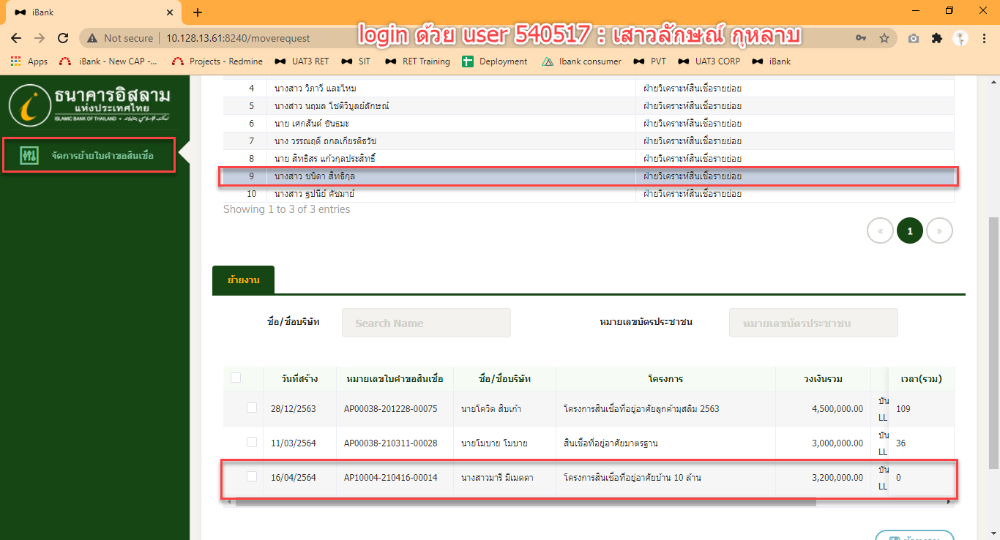 iBank
Not secure
10.128.13.61:8240/moverequest
login ด้วย user 540517 : เสาวลักษณ์ กุหลาบ
Apps
iBank - New CAP -...
Projects - Redmine
UAT3 RET
SIT
RET Training
Deployment
Ibank consumer
PVT
UAT3 CORP
iBank
ธนาคารอิสลาม
แห่งประเทศไทย
ISLAMIC BANK OF THAILAND
จัดการย้ายใบคำขอสินเชื่อ
4 นางสาว วิภาวี และใหม ฝ่ายวิเคราะห์สินเชื่อรายย่อย
5 นางสาว นฤมล โชติวิบูลย์ลักษณ์ ฝ่ายวิเคราะห์สินเชื่อรายย่อย
6 นาย เศกสันต์ ขันธมะ ฝ่ายวิเคราะห์สินเชื่อรายย่อย
7 นาง วรรณฤดี ถกลเกียรติธวัช ฝ่ายวิเคราะห์สินเชื่อรายย่อย
8 นาย สิทธิสร แก้วกุลประสิทธิ์ ฝ่ายวิเคราะห์สินเชื่อรายย่อย
9 นางสาว ชนิดา สิทธิกุล ฝ่ายวิเคราะห์สินเชื่อรายย่อย
10 นางสาว ฐปนีย์ คัชมาย์ ฝ่ายวิเคราะห์สินเชื่อรายย่อย
Showing 1 to 3 of 3 entries
« 1 »
ย้ายงาน
ชื่อ/ชื่อบริษัท Search Name หมายเลขบัตรประชาชน หมายเลขบัตรประชาชน
วันที่สร้าง หมายเลขใบคำขอสินเชื่อ ชื่อ/ชื่อบริษัท โครงการ วงเงินรวม เวลา(รวม)
28/12/2563 AP00038-201228-00075 นายโควิด สิบเก้า โครงการสินเชื่อที่อยู่อาศัยลูกค้ามุสลิม 2563 4,500,000.00 บัน 109
LL
11/03/2564 AP00038-210311-00028 นายโมบาย โมบาย สินเชื่อที่อยู่อาศัยมาตรฐาน 3,000,000.00 บัน 36
LL
16/04/2564 AP10004-210416-00014 นางสาวมารี มีเมตตา โครงการสินเชื่อที่อยู่อาศัยบ้าน 10 ล้าน 3,200,000.00 บัน 0
LL